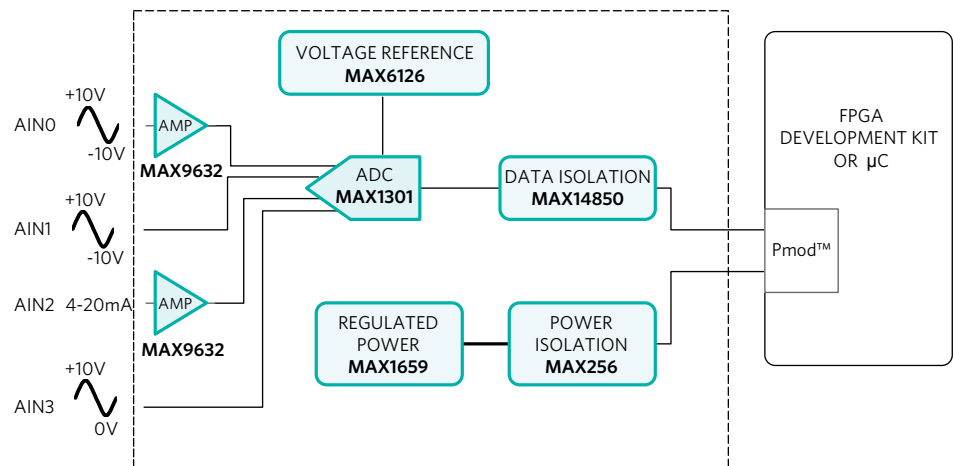 VOLTAGE REFERENCE
MAX6126
+10V
AIN0
-10V
AMP
MAX9632
ADC
MAX1301
DATA ISOLATION
MAX14850
FPGA
DEVELOPMENT KIT
OR µC
Pmod™
+10V
AIN1
-10V
AIN2 4-20mA
AMP
MAX9632
REGULATED
POWER
MAX1659
POWER
ISOLATION
MAX256
+10V
AIN3
0V